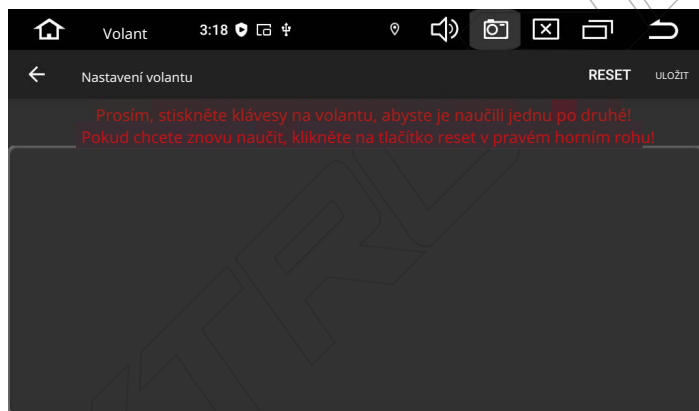 Volant 3:18
Nastavení volantu RESET ULOŽIT
Prosím, stiskněte klávesy na volantu, abyste je naučili jednu po druhé!
Pokud chcete znovu naučit, klikněte na tlačítko reset v pravém horním rohu!